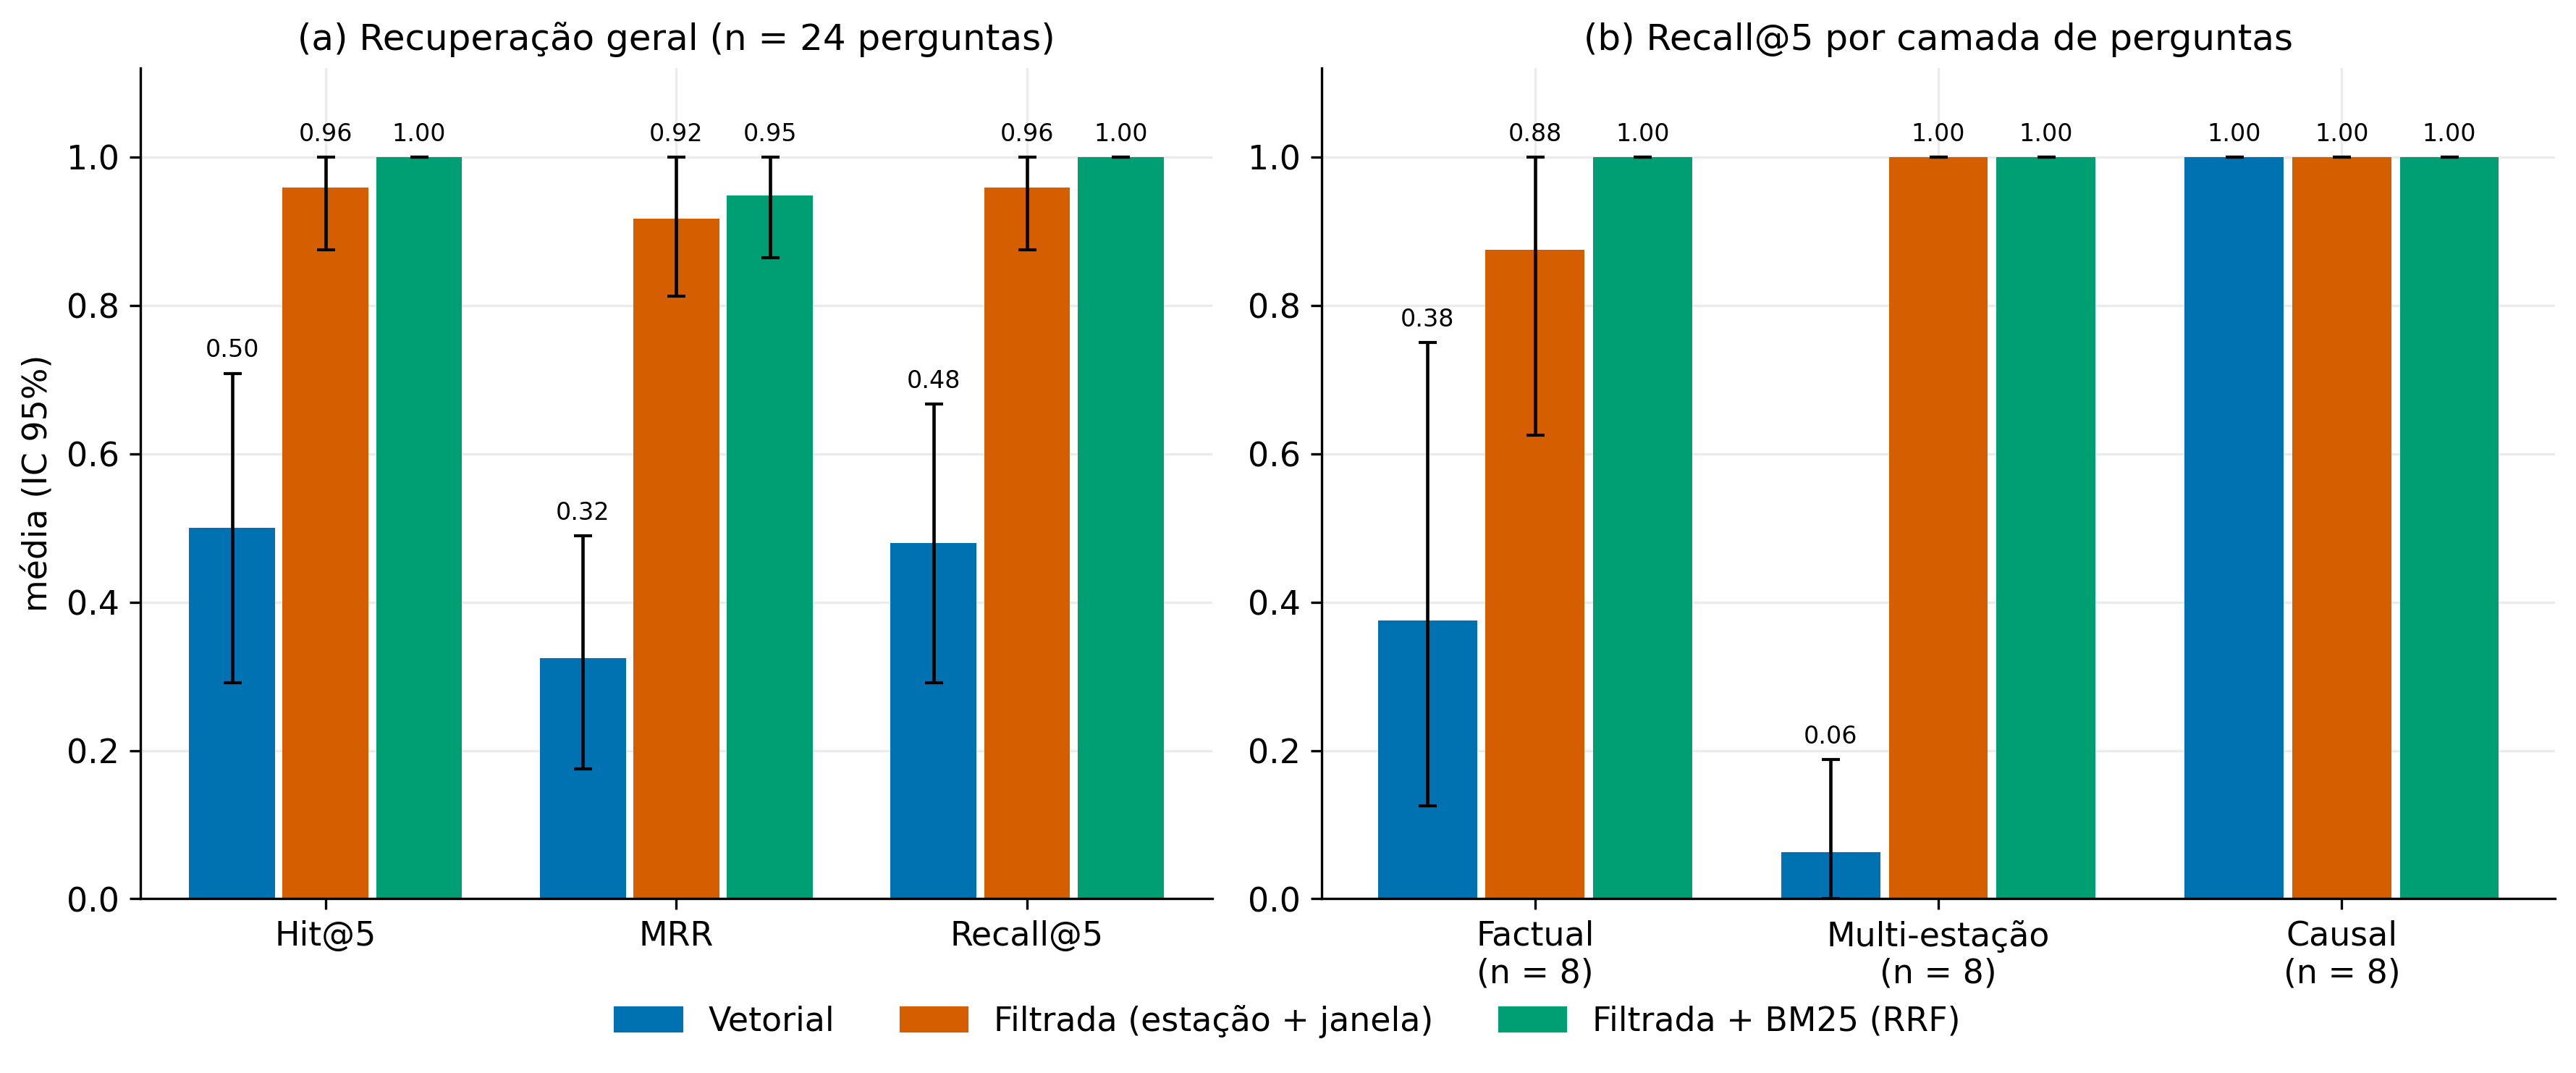 (a) Recuperação geral (n = 24 perguntas)
média (IC 95%)
1.0
0.8
0.6
0.4
0.2
0.0
0.50
0.96
1.00
0.32
0.92
0.95
0.48
0.96
1.00
Hit@5
MRR
Recall@5
(b) Recall@5 por camada de perguntas
1.0
0.8
0.6
0.4
0.2
0.0
0.38
0.88
1.00
0.06
1.00
1.00
1.00
1.00
1.00
Factual
(n = 8)
Multi-estação
(n = 8)
Causal
(n = 8)
Vetorial
Filtrada (estação + janela)
Filtrada + BM25 (RRF)